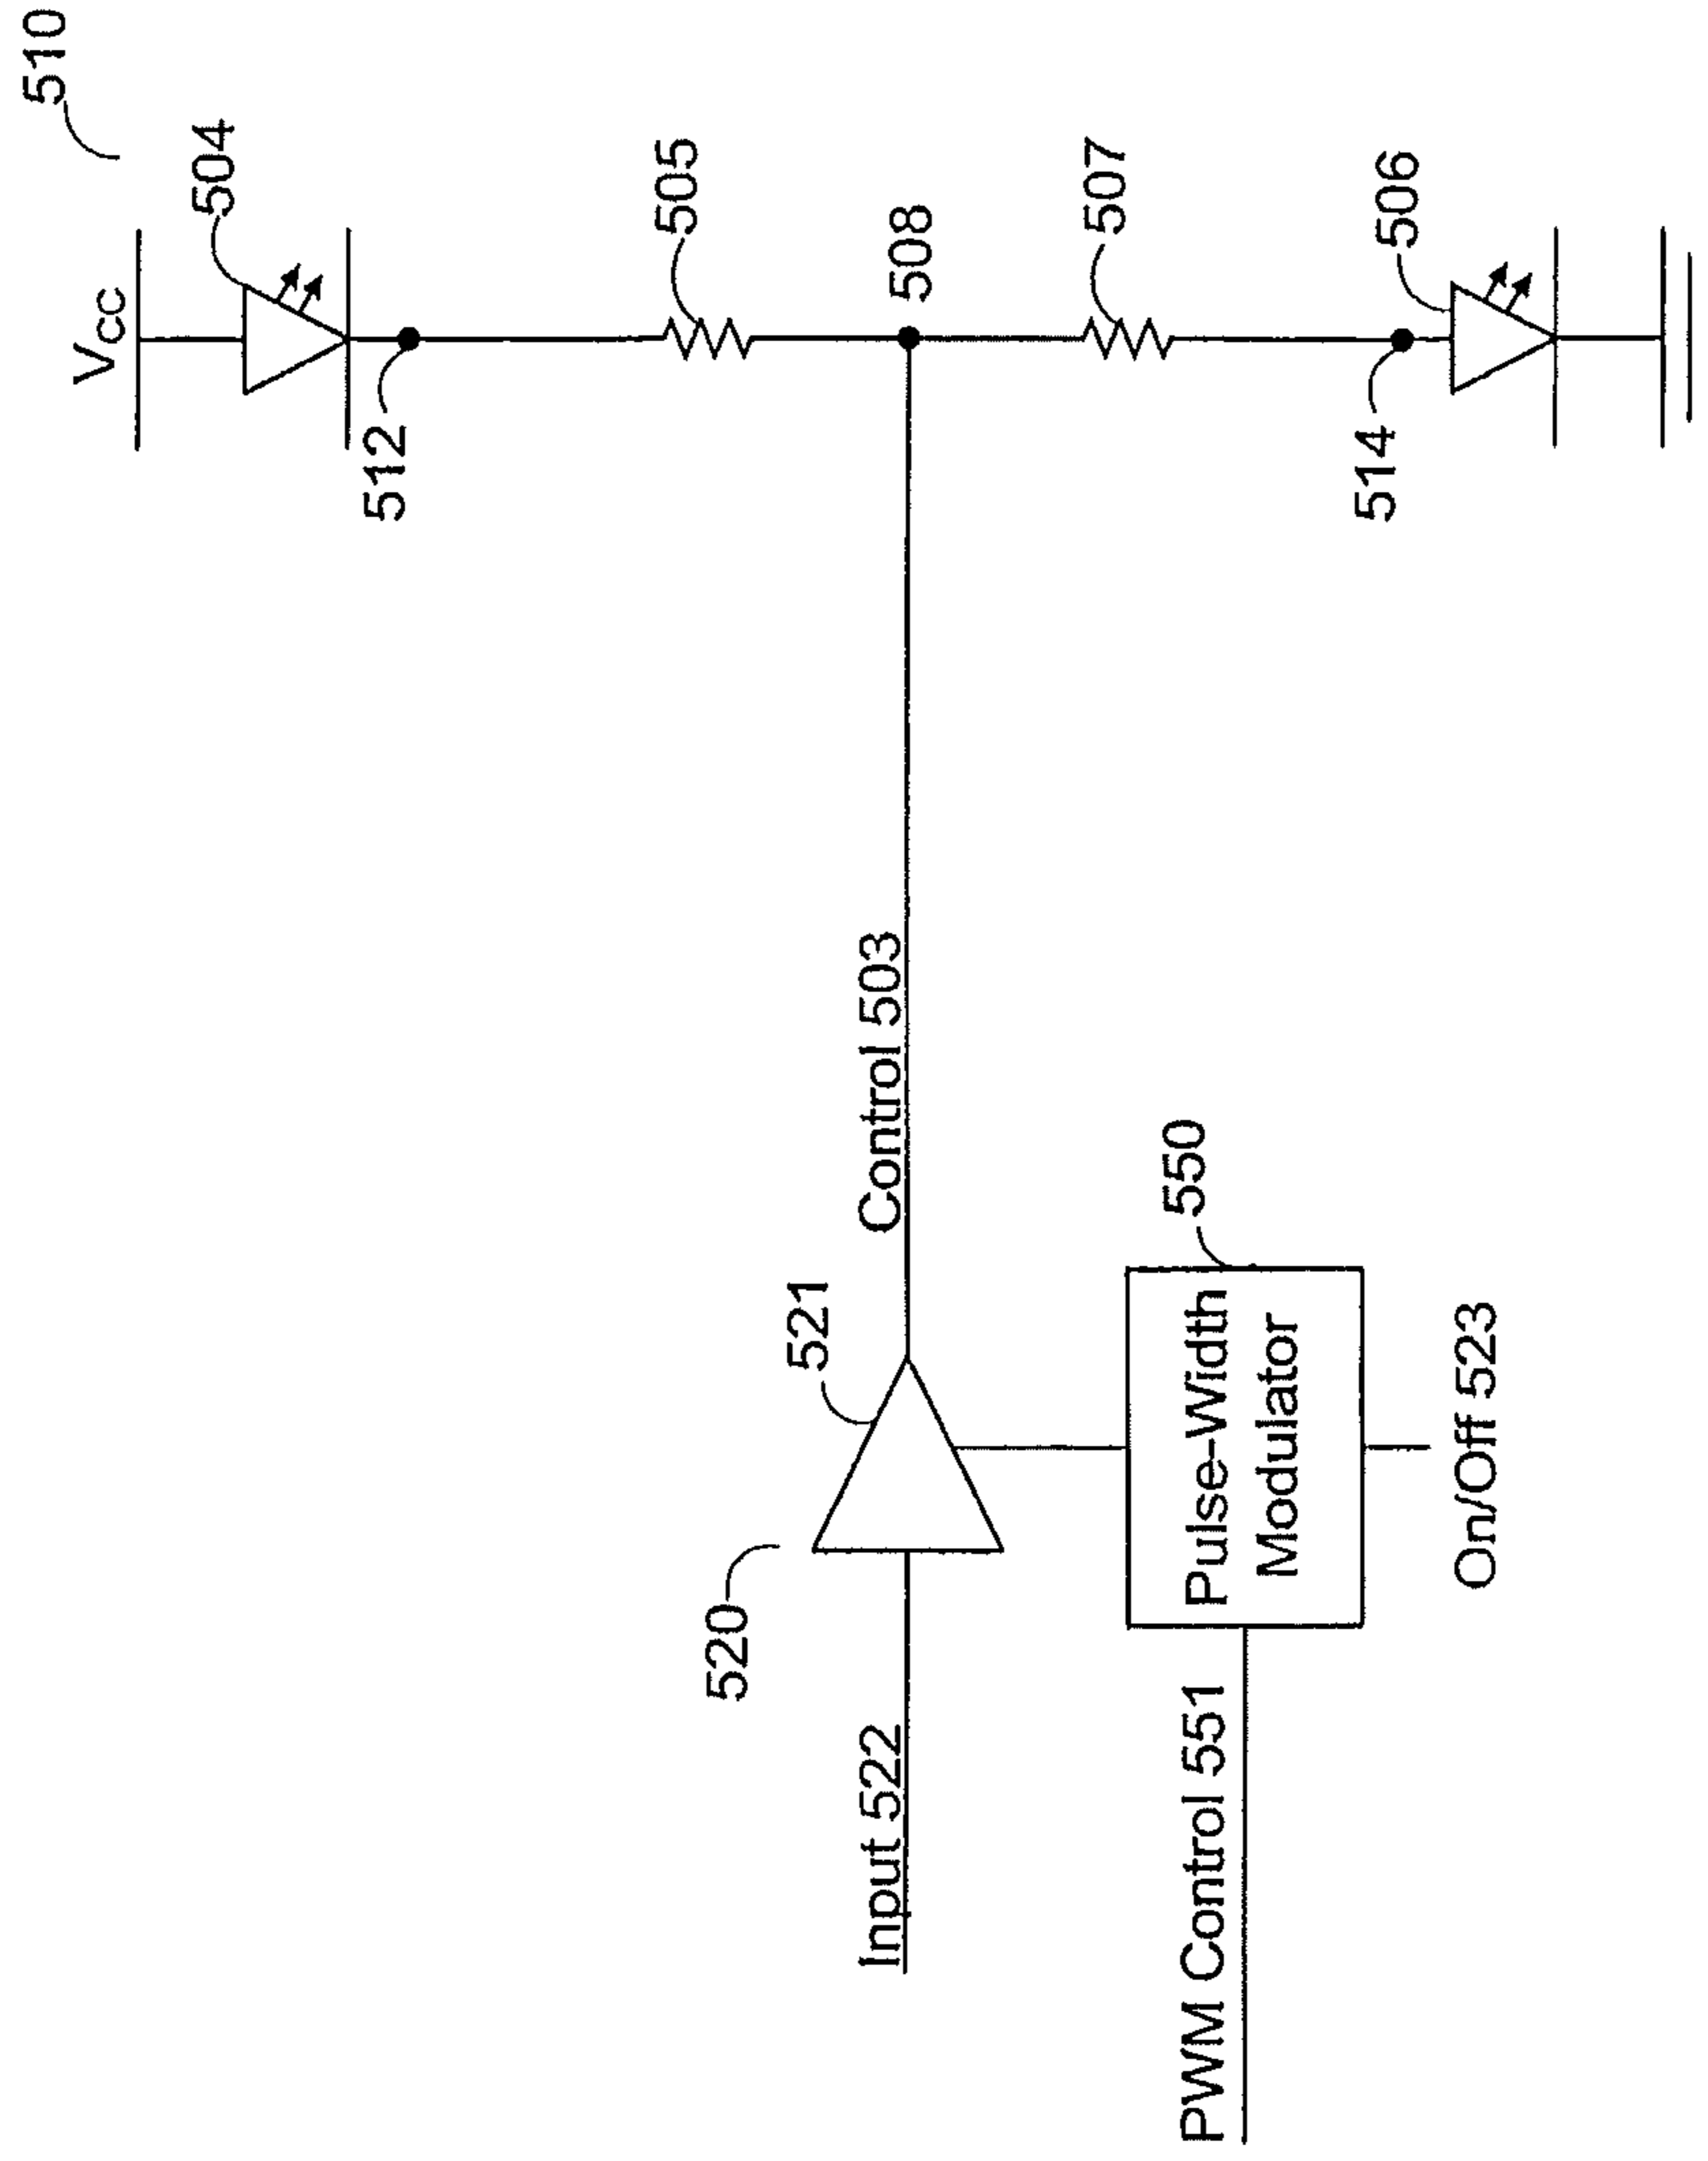 510
V_CC
504
512
505
508
507
514
506
Control 503
521
520
Input 522
550
Pulse-Width
Modulator
PWM Control 551
On/Off 523